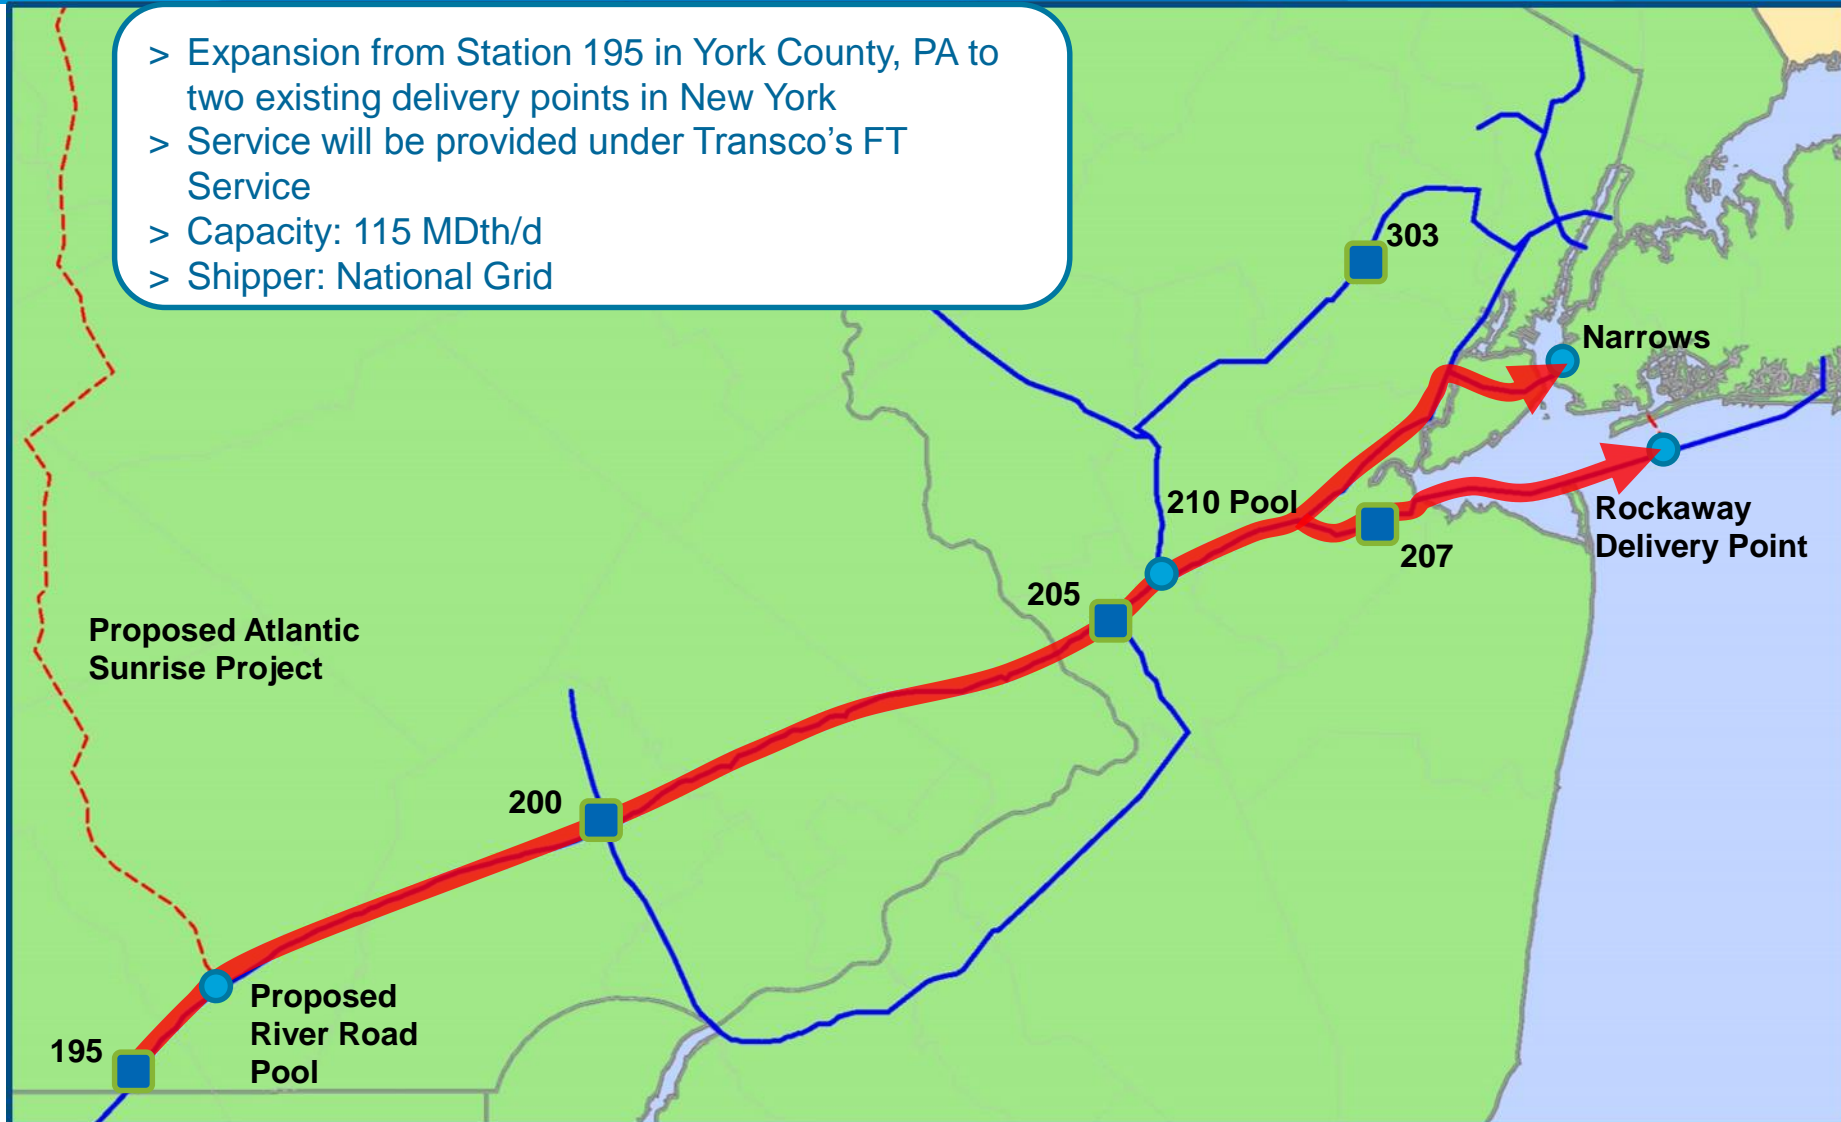 > Expansion from Station 195 in York County, PA to
two existing delivery points in New York
> Service will be provided under Transco’s FT
Service
> Capacity: 115 MDth/d
> Shipper: National Grid
303
Narrows
210 Pool
Rockaway
Delivery Point
207
205
Proposed Atlantic
Sunrise Project
200
Proposed
River Road
Pool
195